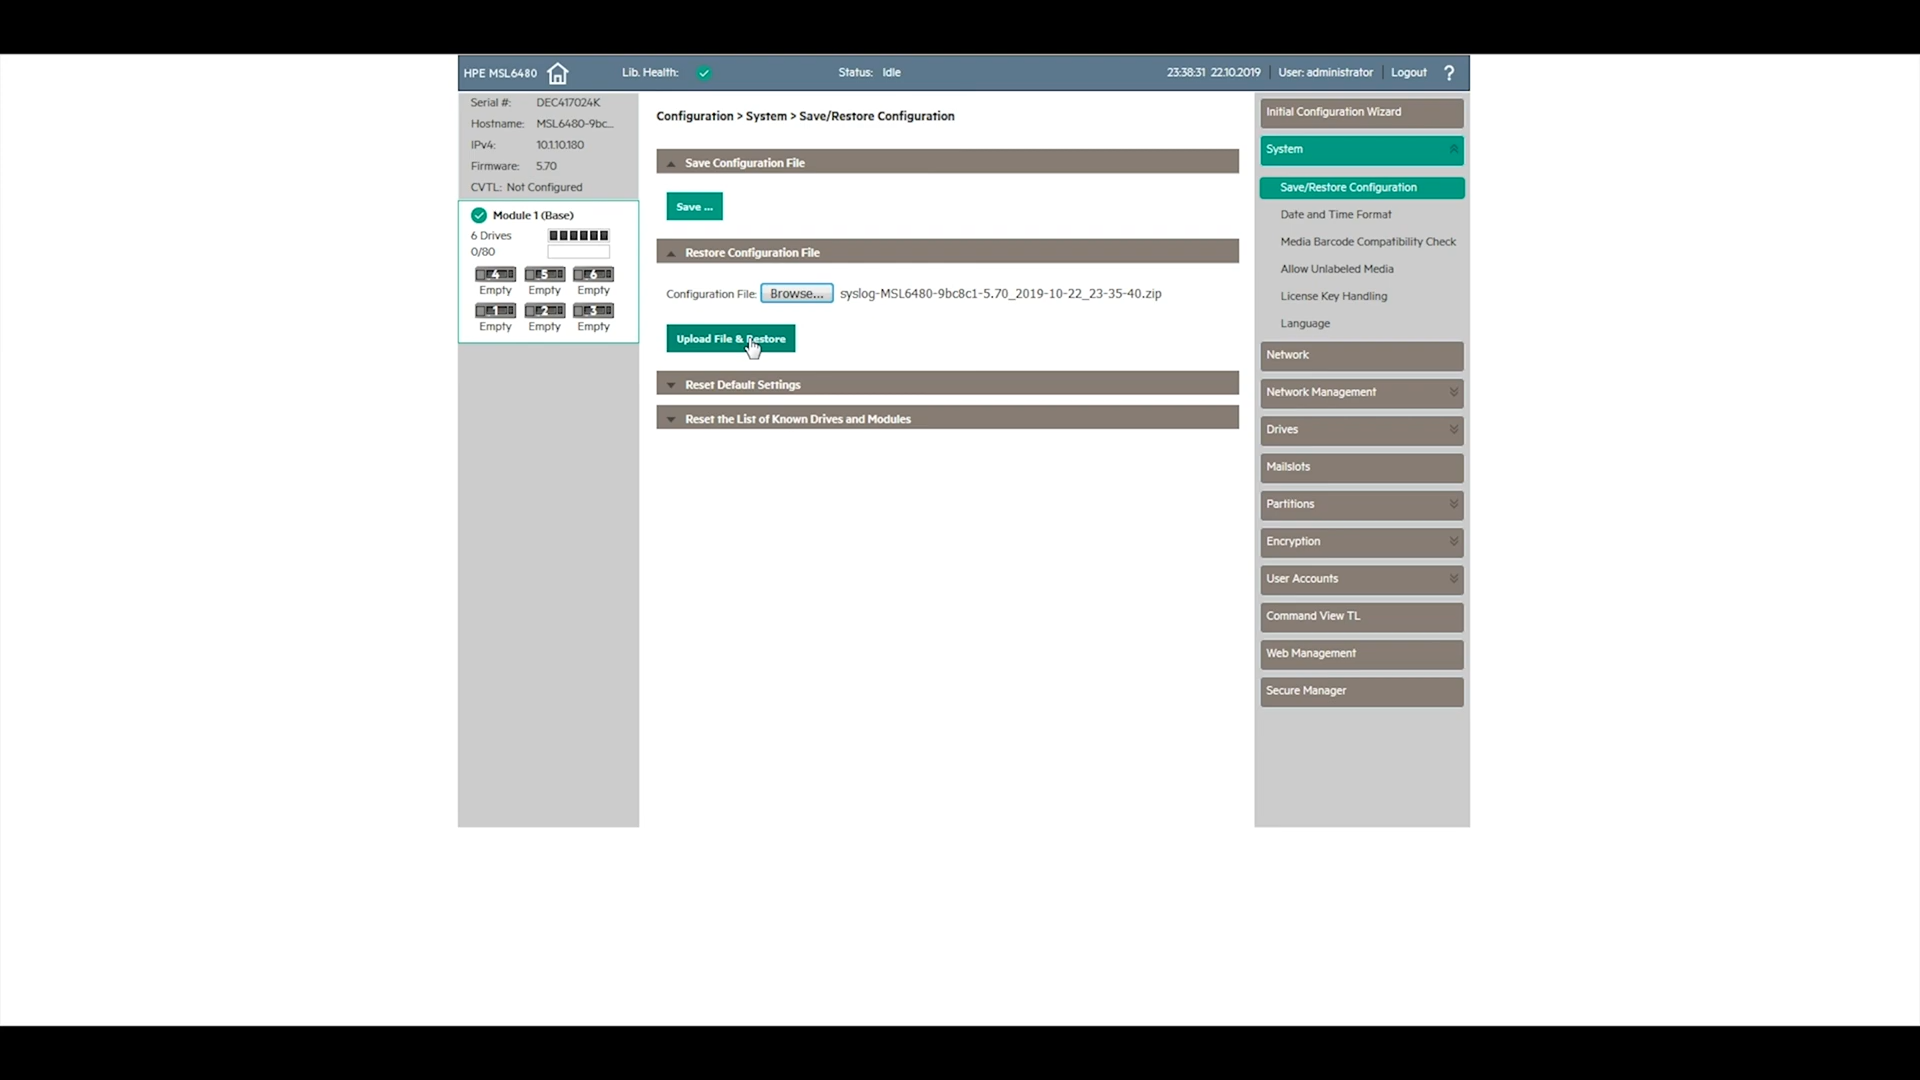 HPE MSL6480
Lib. Health:
Status: Idle
23:38:31 22.10.2019
User: administrator
Logout
?
Serial #: DEC417024K
Hostname: MSL6480-9bc...
IPv4: 10.1.10.180
Firmware: 5.70
CVTL: Not Configured
Module 1 (Base)
6 Drives
0/80
4 5 6
Empty Empty Empty
1 2 3
Empty Empty Empty
Configuration > System > Save/Restore Configuration
Save Configuration File
Save ...
Restore Configuration File
Configuration File: Browse... syslog-MSL6480-9bc8c1-5.70_2019-10-22_23-35-40.zip
Upload File & Restore
Reset Default Settings
Reset the List of Known Drives and Modules
Initial Configuration Wizard
System
Save/Restore Configuration
Date and Time Format
Media Barcode Compatibility Check
Allow Unlabeled Media
License Key Handling
Language
Network
Network Management
Drives
Mailslots
Partitions
Encryption
User Accounts
Command View TL
Web Management
Secure Manager